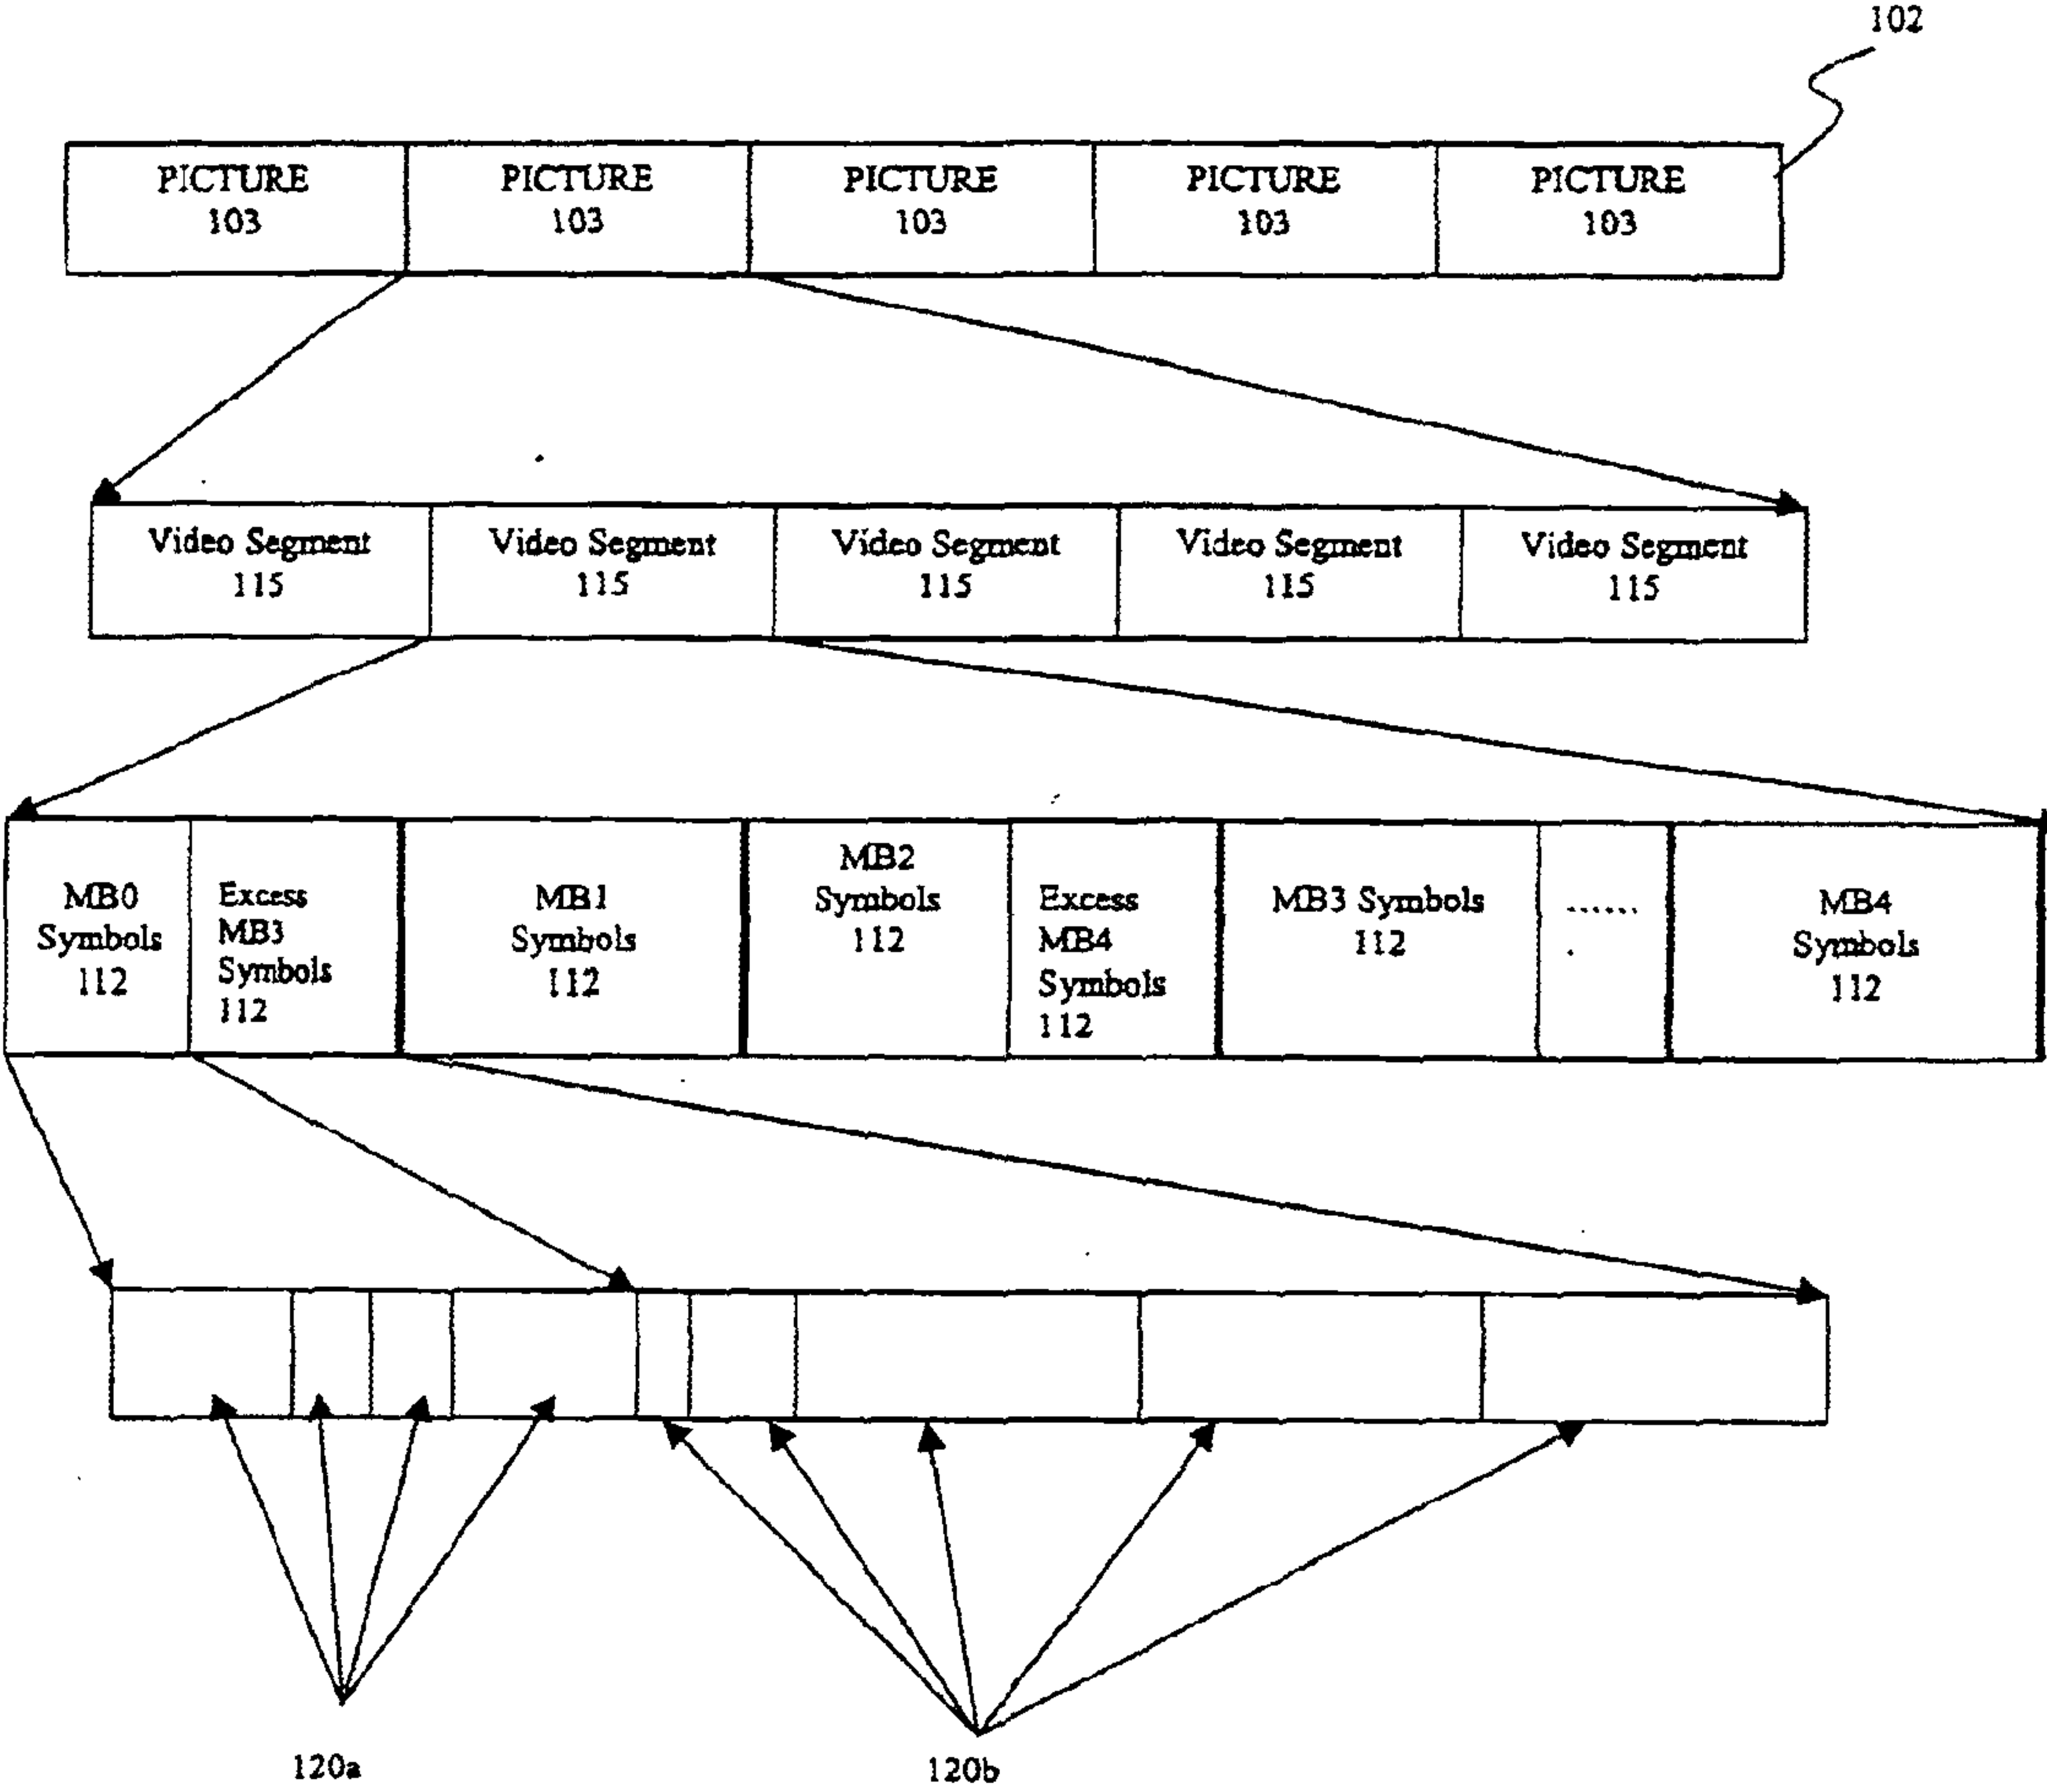 102
PICTURE
103
PICTURE
103
PICTURE
103
PICTURE
103
PICTURE
103
Video Segment
115
Video Segment
115
Video Segment
115
Video Segment
115
Video Segment
115
MB0
Symbols
112
Excess
MB3
Symbols
112
MB1
Symbols
112
MB2
Symbols
112
Excess
MB4
Symbols
112
MB3 Symbols
112
......
MB4
Symbols
112
120a
120b